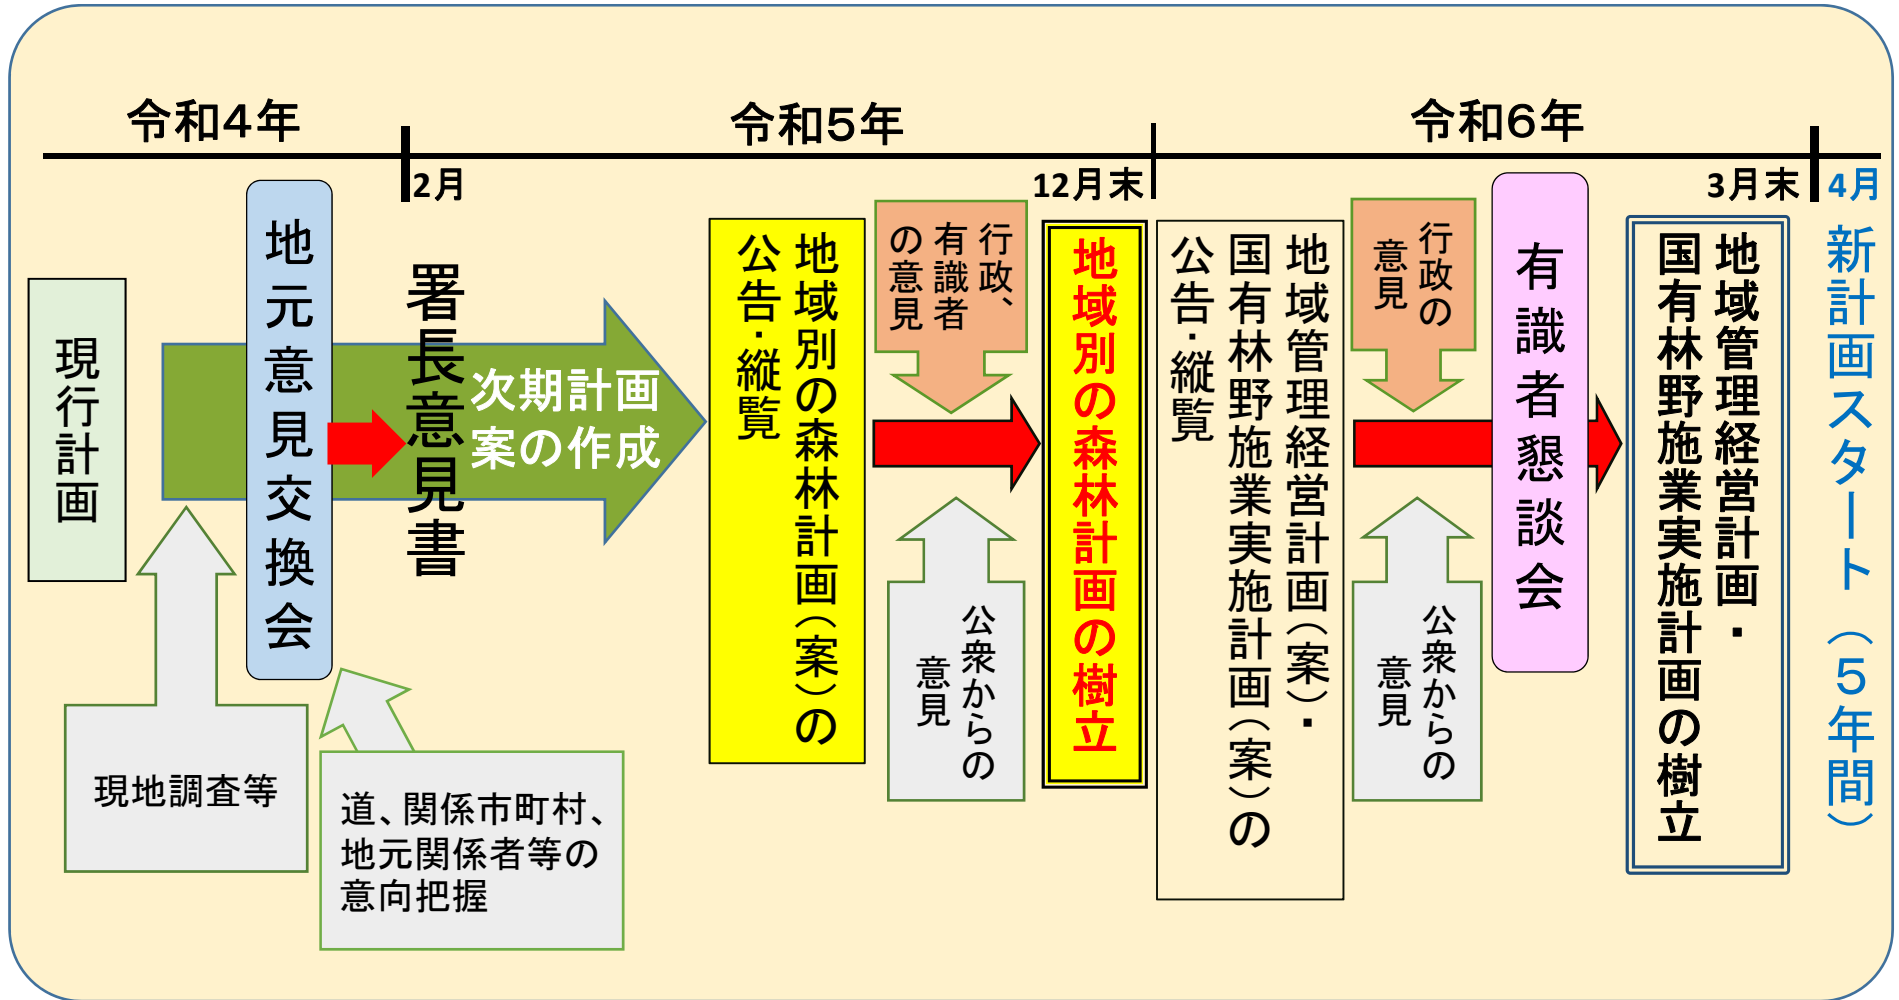 令和4年
令和5年
令和6年
2月
12月末
3月末
4月
現行計画
地元意見交換会
署長意見書
次期計画
案の作成
現地調査等
道、関係市町村、
地元関係者等の
意向把握
地域別の森林計画（案）の
公告・縦覧
行政、
有識者
の意見
公衆からの
意見
地域別の森林計画の樹立
地域管理経営計画（案）・
国有林野施業実施計画（案）の
公告・縦覧
行政の
意見
公衆からの
意見
有識者懇談会
地域管理経営計画・
国有林野施業実施計画の樹立
新計画スタート（５年間）